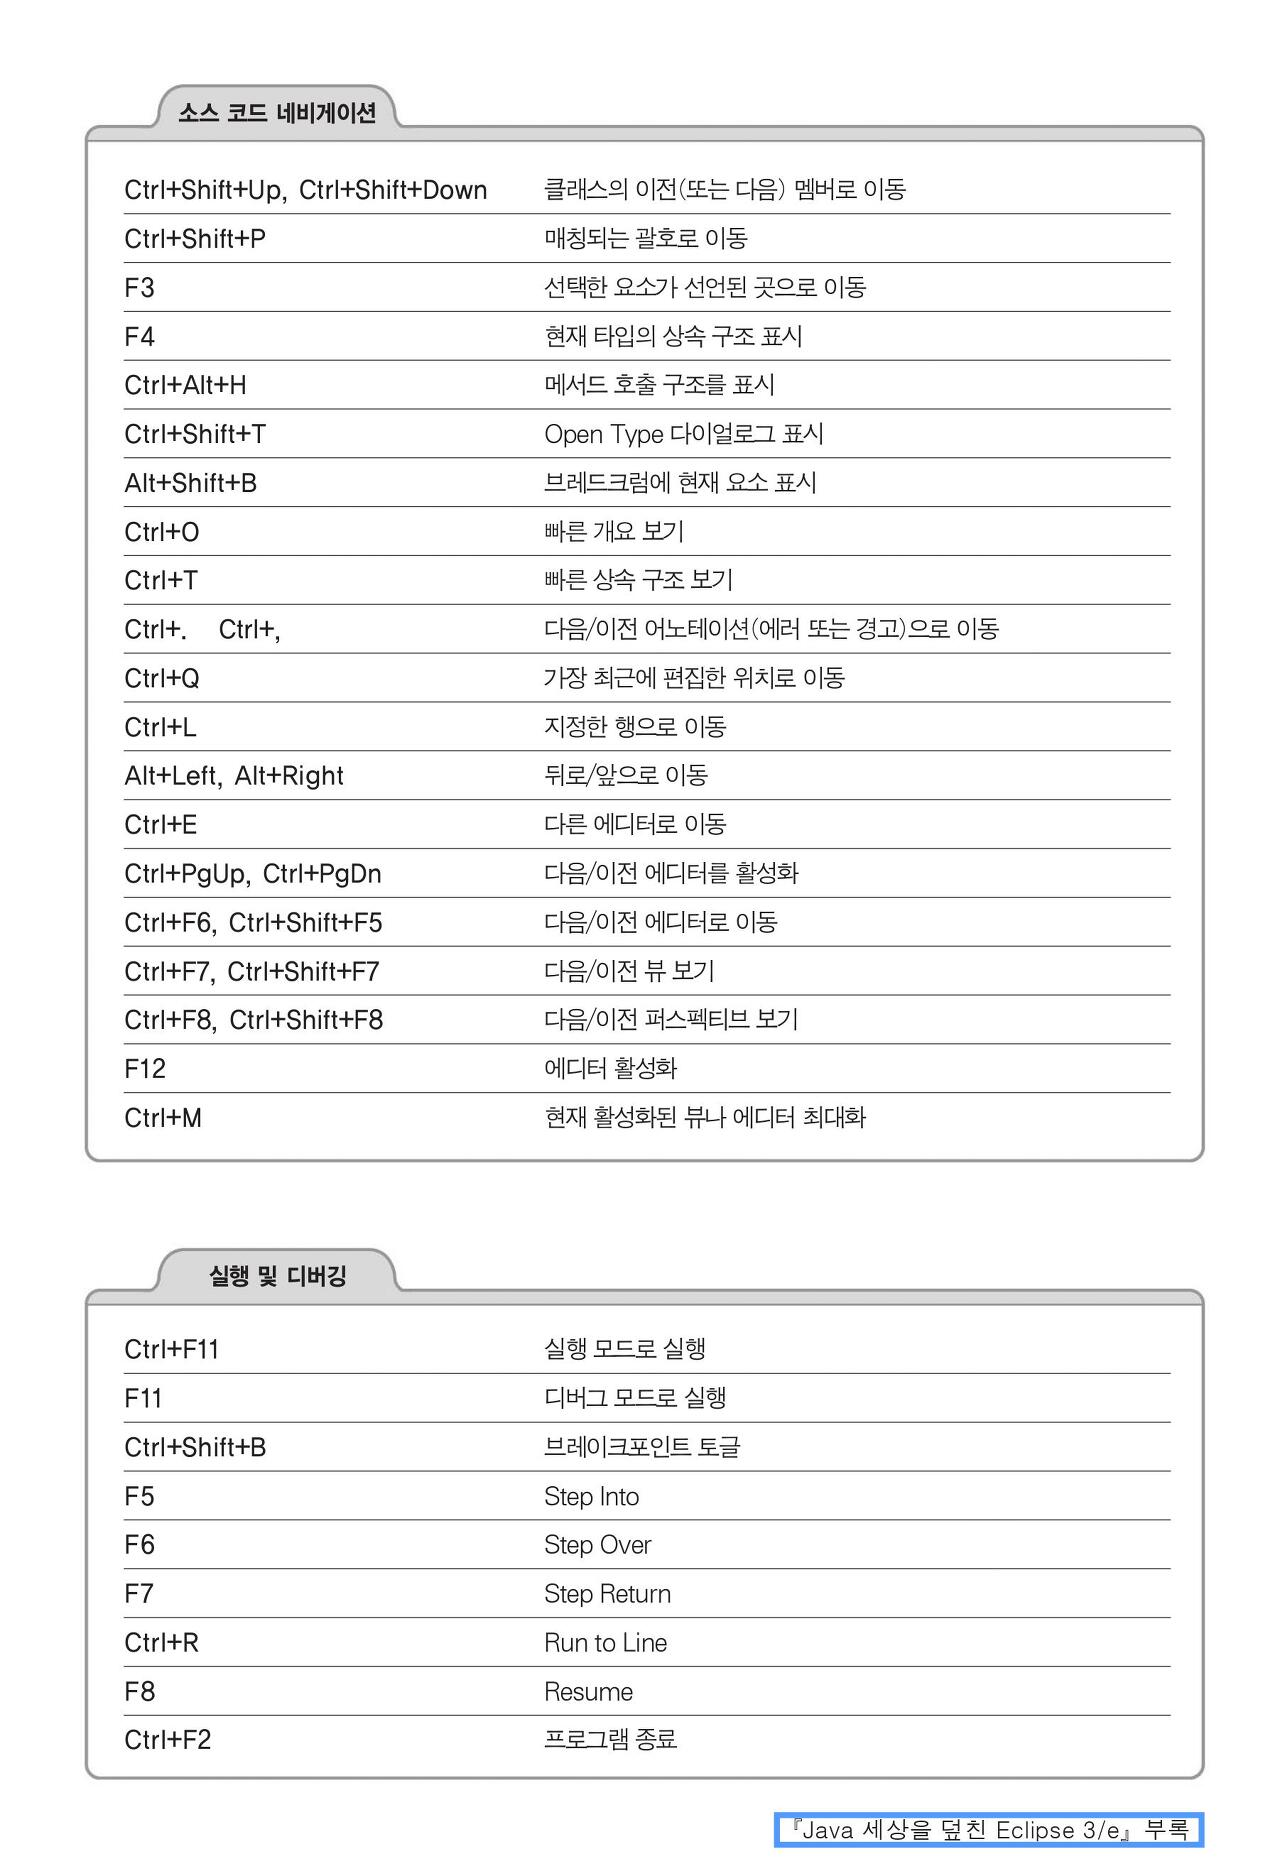 소스 코드 네비게이션
Ctrl+Shift+Up, Ctrl+Shift+Down 클래스의 이전(또는 다음) 멤버로 이동
Ctrl+Shift+P 매칭되는 괄호로 이동
F3 선택한 요소가 선언된 곳으로 이동
F4 현재 타입의 상속 구조 표시
Ctrl+Alt+H 메서드 호출 구조를 표시
Ctrl+Shift+T Open Type 다이얼로그 표시
Alt+Shift+B 브레드크럼에 현재 요소 표시
Ctrl+O 빠른 개요 보기
Ctrl+T 빠른 상속 구조 보기
Ctrl+. Ctrl+, 다음/이전 어노테이션(에러 또는 경고)으로 이동
Ctrl+Q 가장 최근에 편집한 위치로 이동
Ctrl+L 지정한 행으로 이동
Alt+Left, Alt+Right 뒤로/앞으로 이동
Ctrl+E 다른 에디터로 이동
Ctrl+PgUp, Ctrl+PgDn 다음/이전 에디터를 활성화
Ctrl+F6, Ctrl+Shift+F5 다음/이전 에디터로 이동
Ctrl+F7, Ctrl+Shift+F7 다음/이전 뷰 보기
Ctrl+F8, Ctrl+Shift+F8 다음/이전 퍼스펙티브 보기
F12 에디터 활성화
Ctrl+M 현재 활성화된 뷰나 에디터 최대화
실행 및 디버깅
Ctrl+F11 실행 모드로 실행
F11 디버그 모드로 실행
Ctrl+Shift+B 브레이크포인트 토글
F5 Step Into
F6 Step Over
F7 Step Return
Ctrl+R Run to Line
F8 Resume
Ctrl+F2 프로그램 종료
『Java 세상을 덮친 Eclipse 3/e』 부록